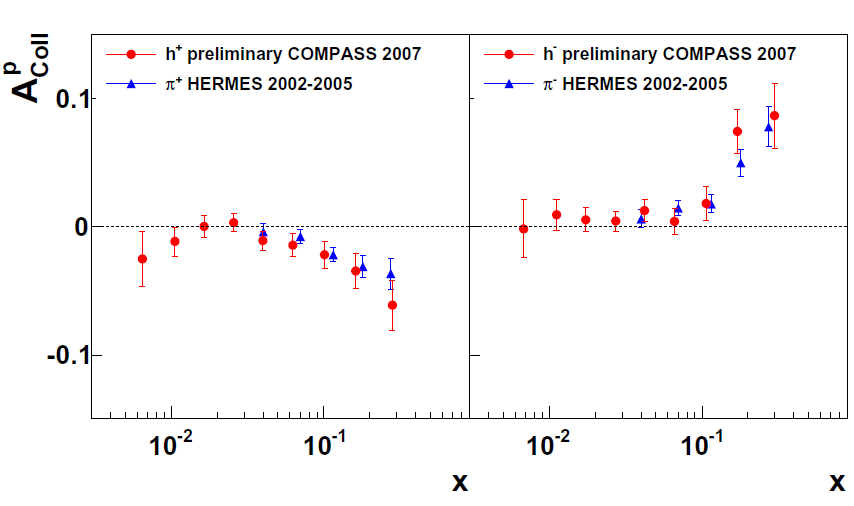 A^p_Coll
h⁺ preliminary COMPASS 2007
π⁺ HERMES 2002-2005
h⁻ preliminary COMPASS 2007
π⁻ HERMES 2002-2005
0.1
0
-0.1
10⁻² 10⁻¹ 10⁻² 10⁻¹
x x